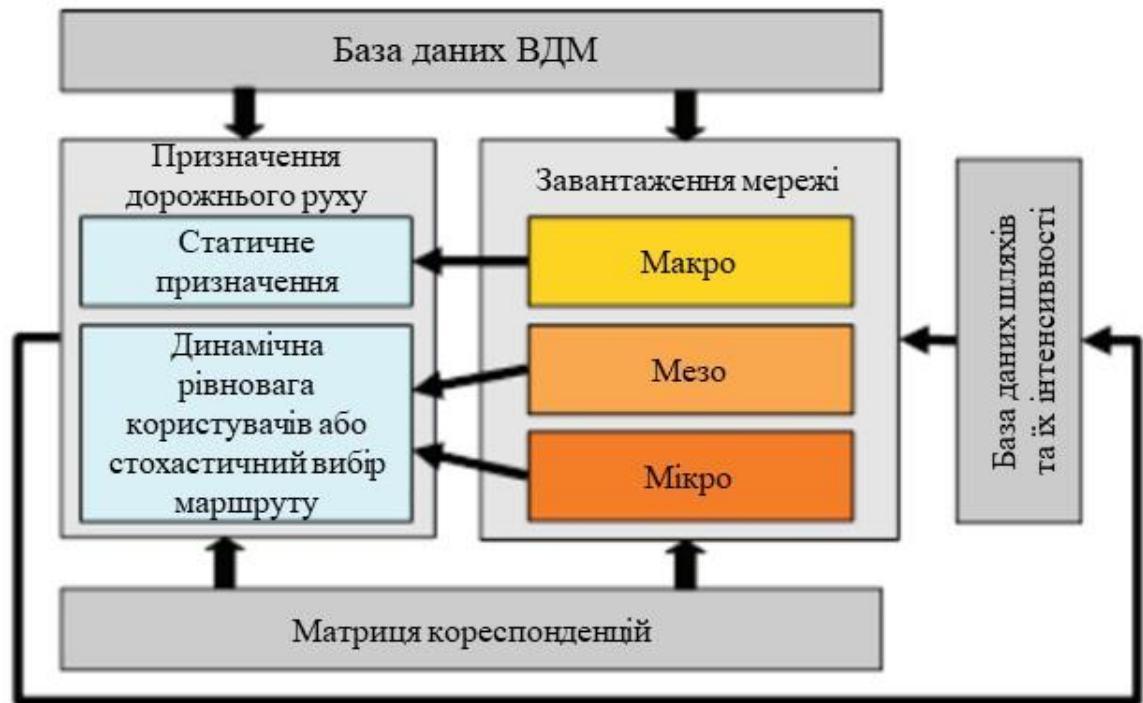 База даних ВДМ
Призначення
дорожнього руху
Статичне
призначення
Динамічна
рівновага
користувачів або
стохастичний вибір
маршруту
Завантаження мережі
Макро
Мезо
Мікро
База даних шляхів
та їх інтенсивності
Матриця кореспонденцій